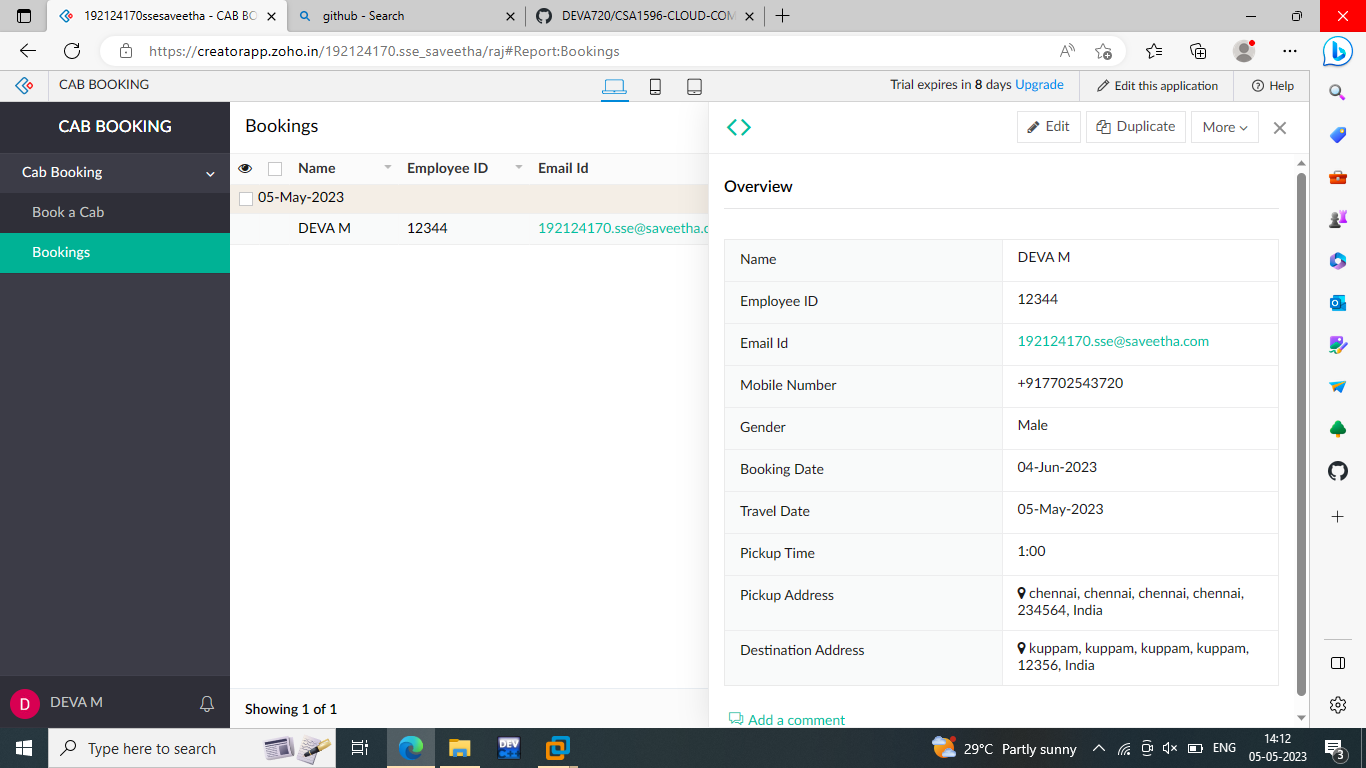 192124170ssesaveetha - CAB BO
github - Search
DEVA720/CSA1596-CLOUD-COM
https://creatorapp.zoho.in/192124170.sse_saveetha/raj#Report:Bookings
CAB BOOKING
Trial expires in 8 days Upgrade
Edit this application
Help
CAB BOOKING
Cab Booking
Book a Cab
Bookings
DEVA M
D
Bookings
Name Employee ID Email Id
05-May-2023
DEVA M 12344 192124170.sse@saveetha.c
Showing 1 of 1
Edit Duplicate More
Overview
Name DEVA M
Employee ID 12344
Email Id 192124170.sse@saveetha.com
Mobile Number +917702543720
Gender Male
Booking Date 04-Jun-2023
Travel Date 05-May-2023
Pickup Time 1:00
Pickup Address chennai, chennai, chennai, chennai,
234564, India
Destination Address kuppam, kuppam, kuppam, kuppam,
12356, India
Add a comment
Type here to search
DEV
29°C Partly sunny
ENG
14:12
05-05-2023
3